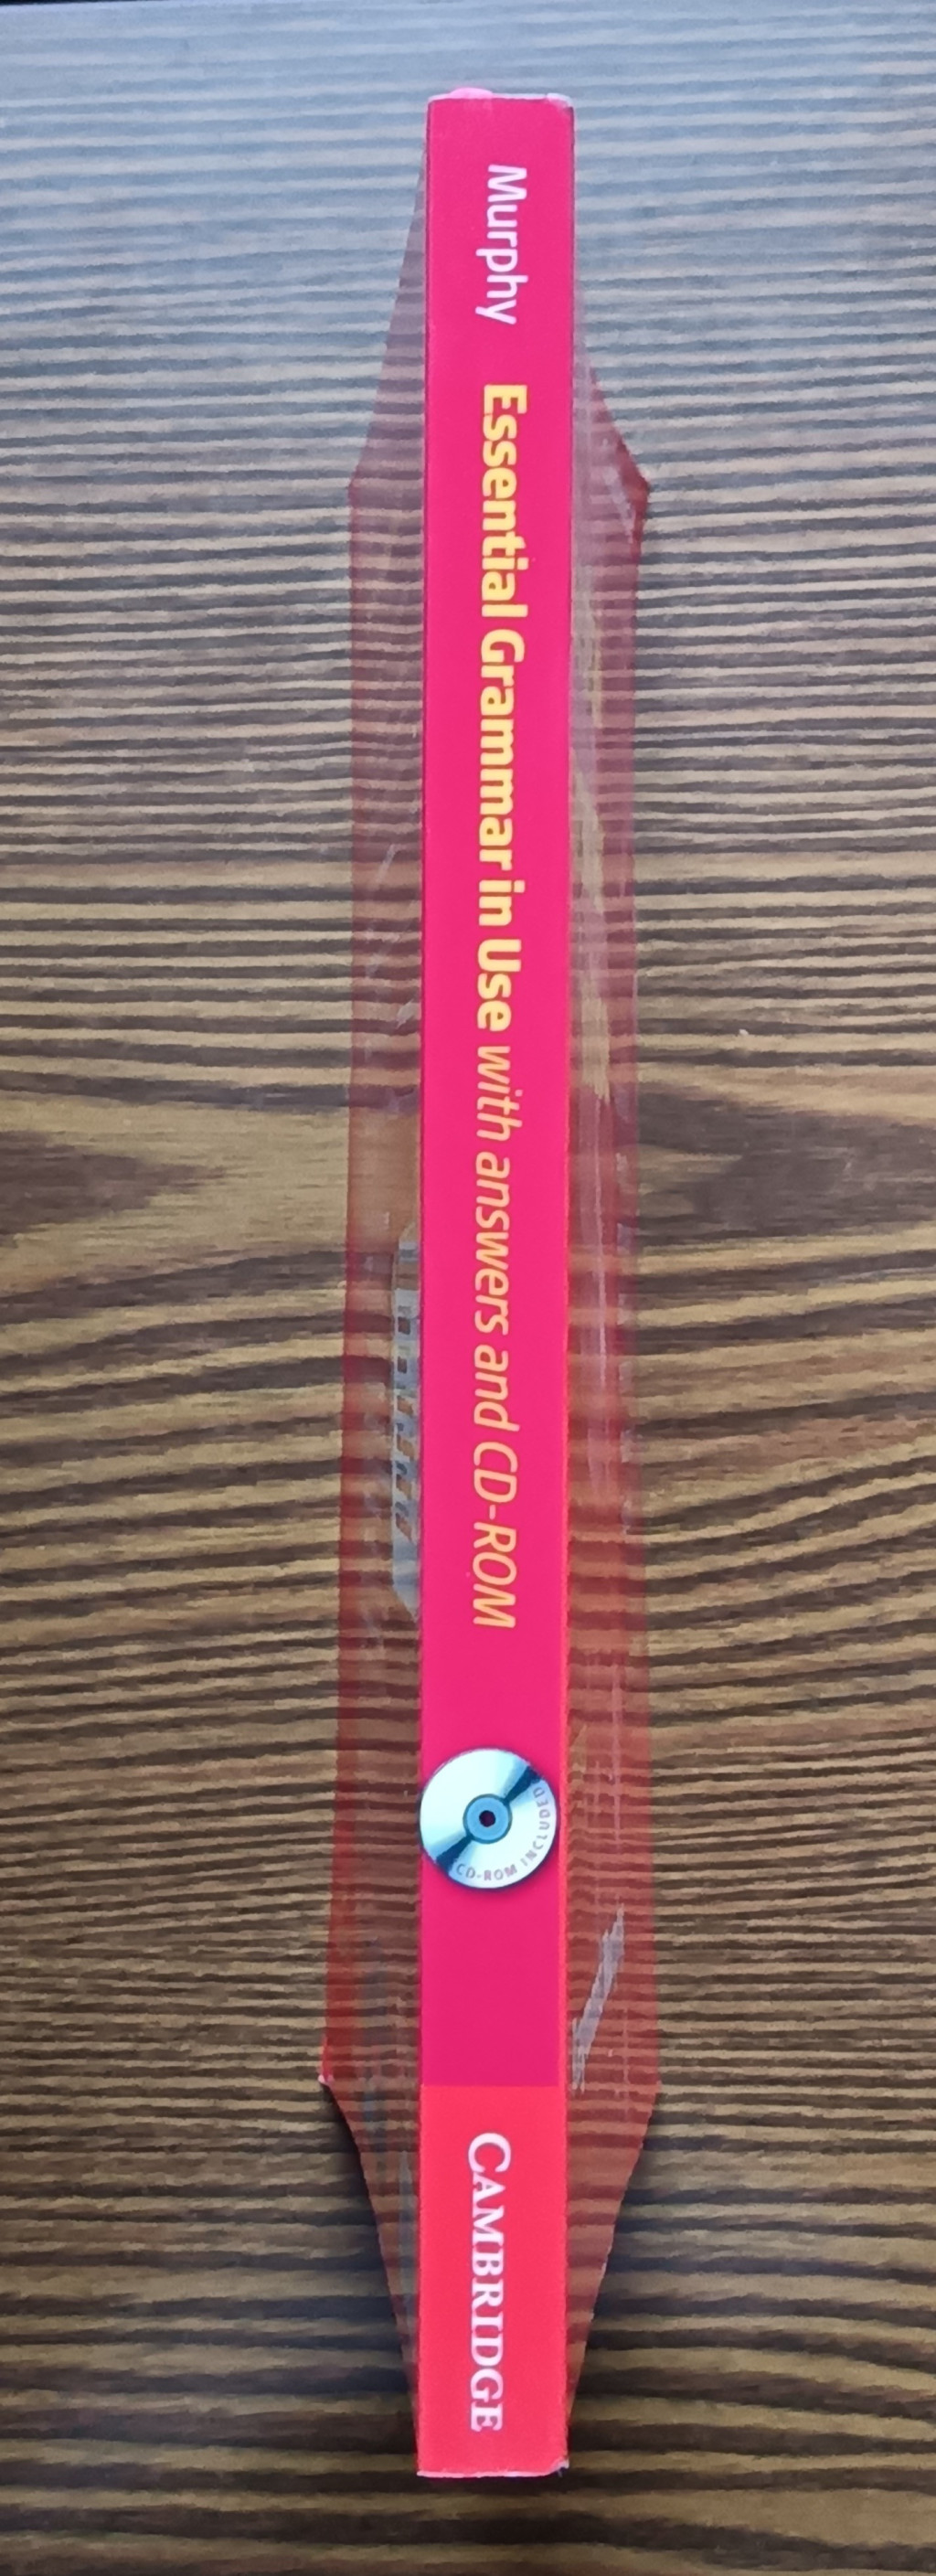 Murphy
Essential Grammar in Use with answers and CD-ROM
CD-ROM INCLUDED
CAMBRIDGE